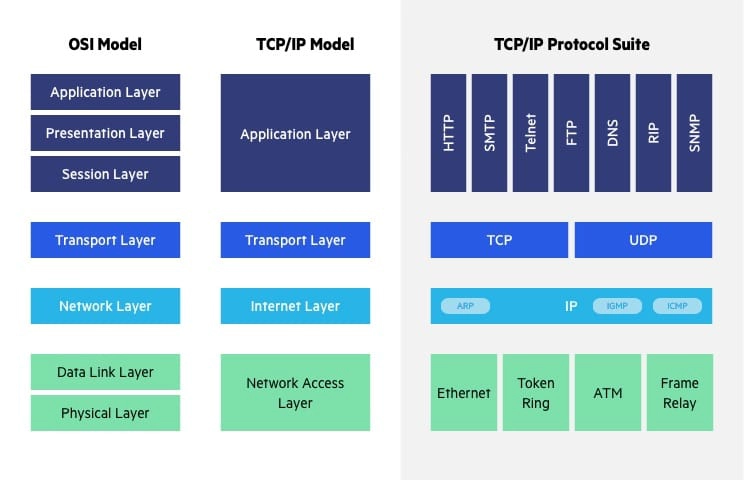 OSI Model
Application Layer
Presentation Layer
Session Layer
Transport Layer
Network Layer
Data Link Layer
Physical Layer
TCP/IP Model
Application Layer
Transport Layer
Internet Layer
Network Access
Layer
TCP/IP Protocol Suite
HTTP
SMTP
Telnet
FTP
DNS
RIP
SNMP
TCP
UDP
ARP
IP
IGMP
ICMP
Ethernet
Token
Ring
ATM
Frame
Relay